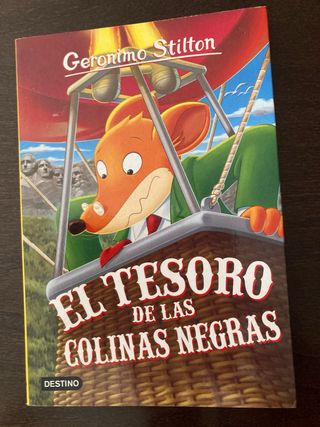 Geronimo Stilton
EL TESORO
DE LAS
COLINAS NEGRAS
DESTINO